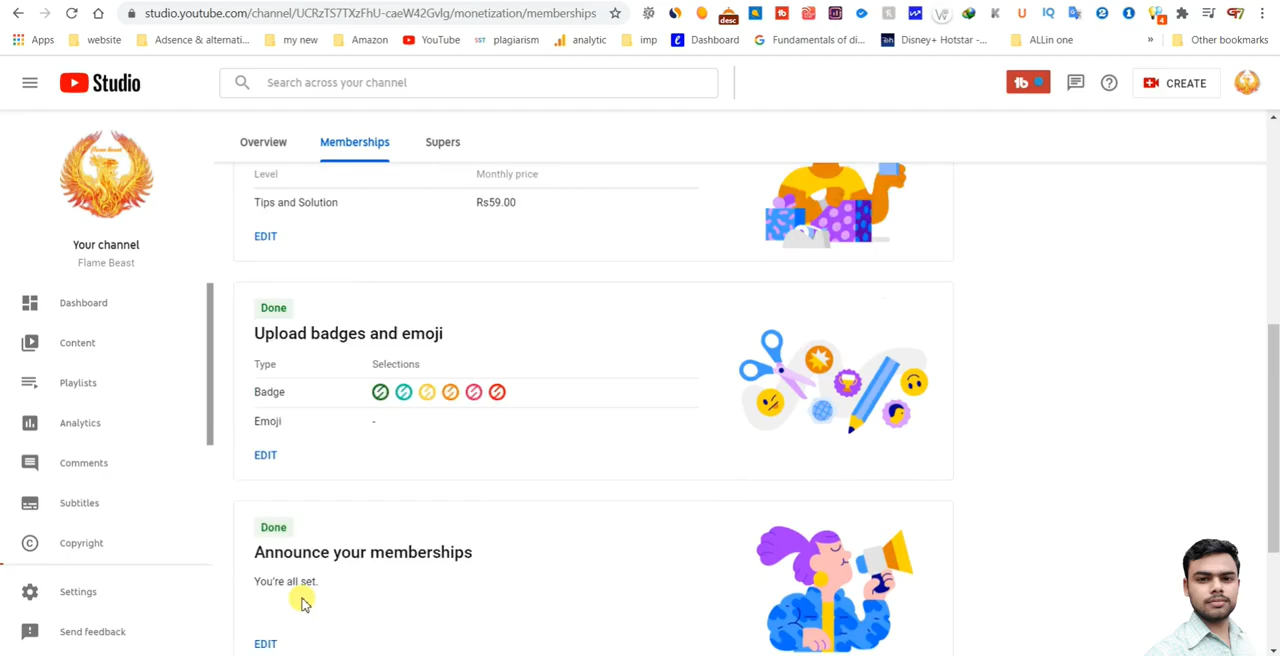 studio.youtube.com/channel/UCRzTS7TXzFhU-caeW42Gvlg/monetization/memberships
Apps website Adsence & alternati... my new Amazon YouTube SST plagiarism analytic imp Dashboard Fundamentals of di... Disney+ Hotstar -... ALLin one » Other bookmarks
Studio
Search across your channel
CREATE
Overview Memberships Supers
Level Monthly price
Tips and Solution Rs59.00
EDIT
Your channel
Flame Beast
Dashboard
Content
Playlists
Analytics
Comments
Subtitles
Copyright
Settings
Send feedback
Done
Upload badges and emoji
Type Selections
Badge
Emoji -
EDIT
Done
Announce your memberships
You're all set.
EDIT